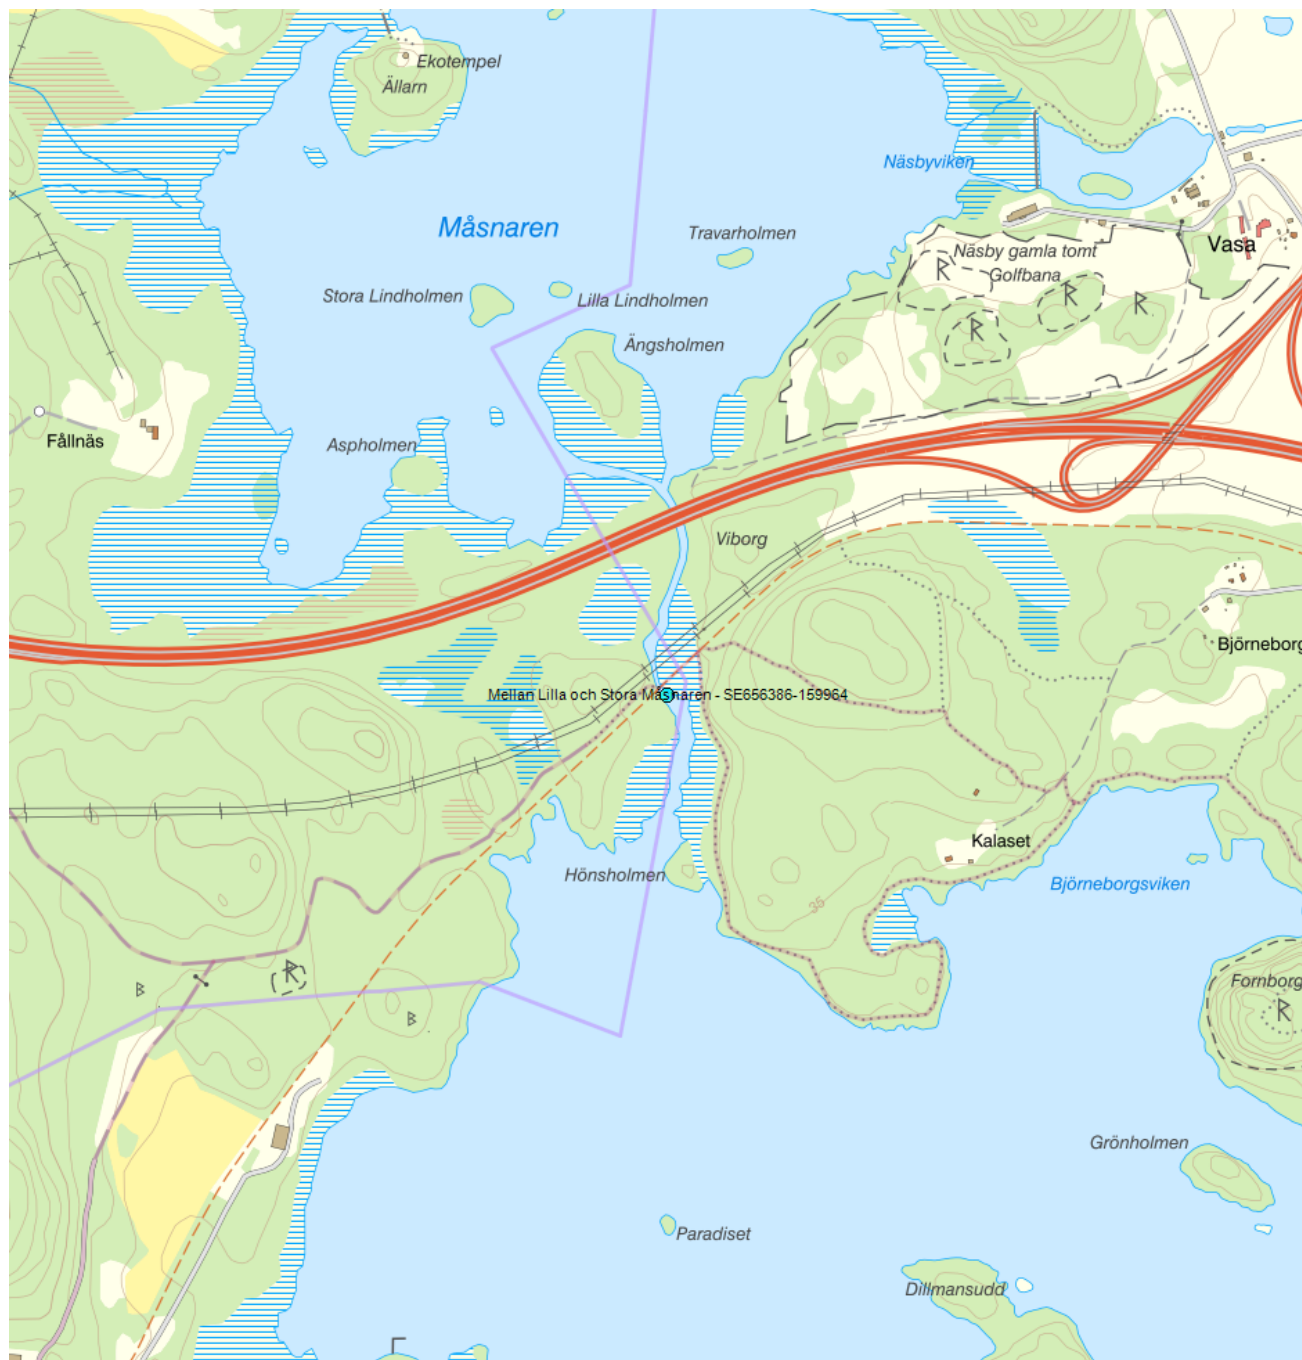 Ekotempel
Ällarn
Näsbyviken
Måsnaren
Travarholmen
Vasa
Näsby gamla tomt
Golfbana
R
R
R
R
Stora Lindholmen
Lilla Lindholmen
Ängsholmen
Fållnäs
Aspholmen
Viborg
Björneborg
Mellan Lilla och Stora Måsnaren - SE656386-159964
Kalaset
Hönsholmen
Björneborgsviken
35
R
B
Fornborg
R
B
Grönholmen
Paradiset
Dillmansudd